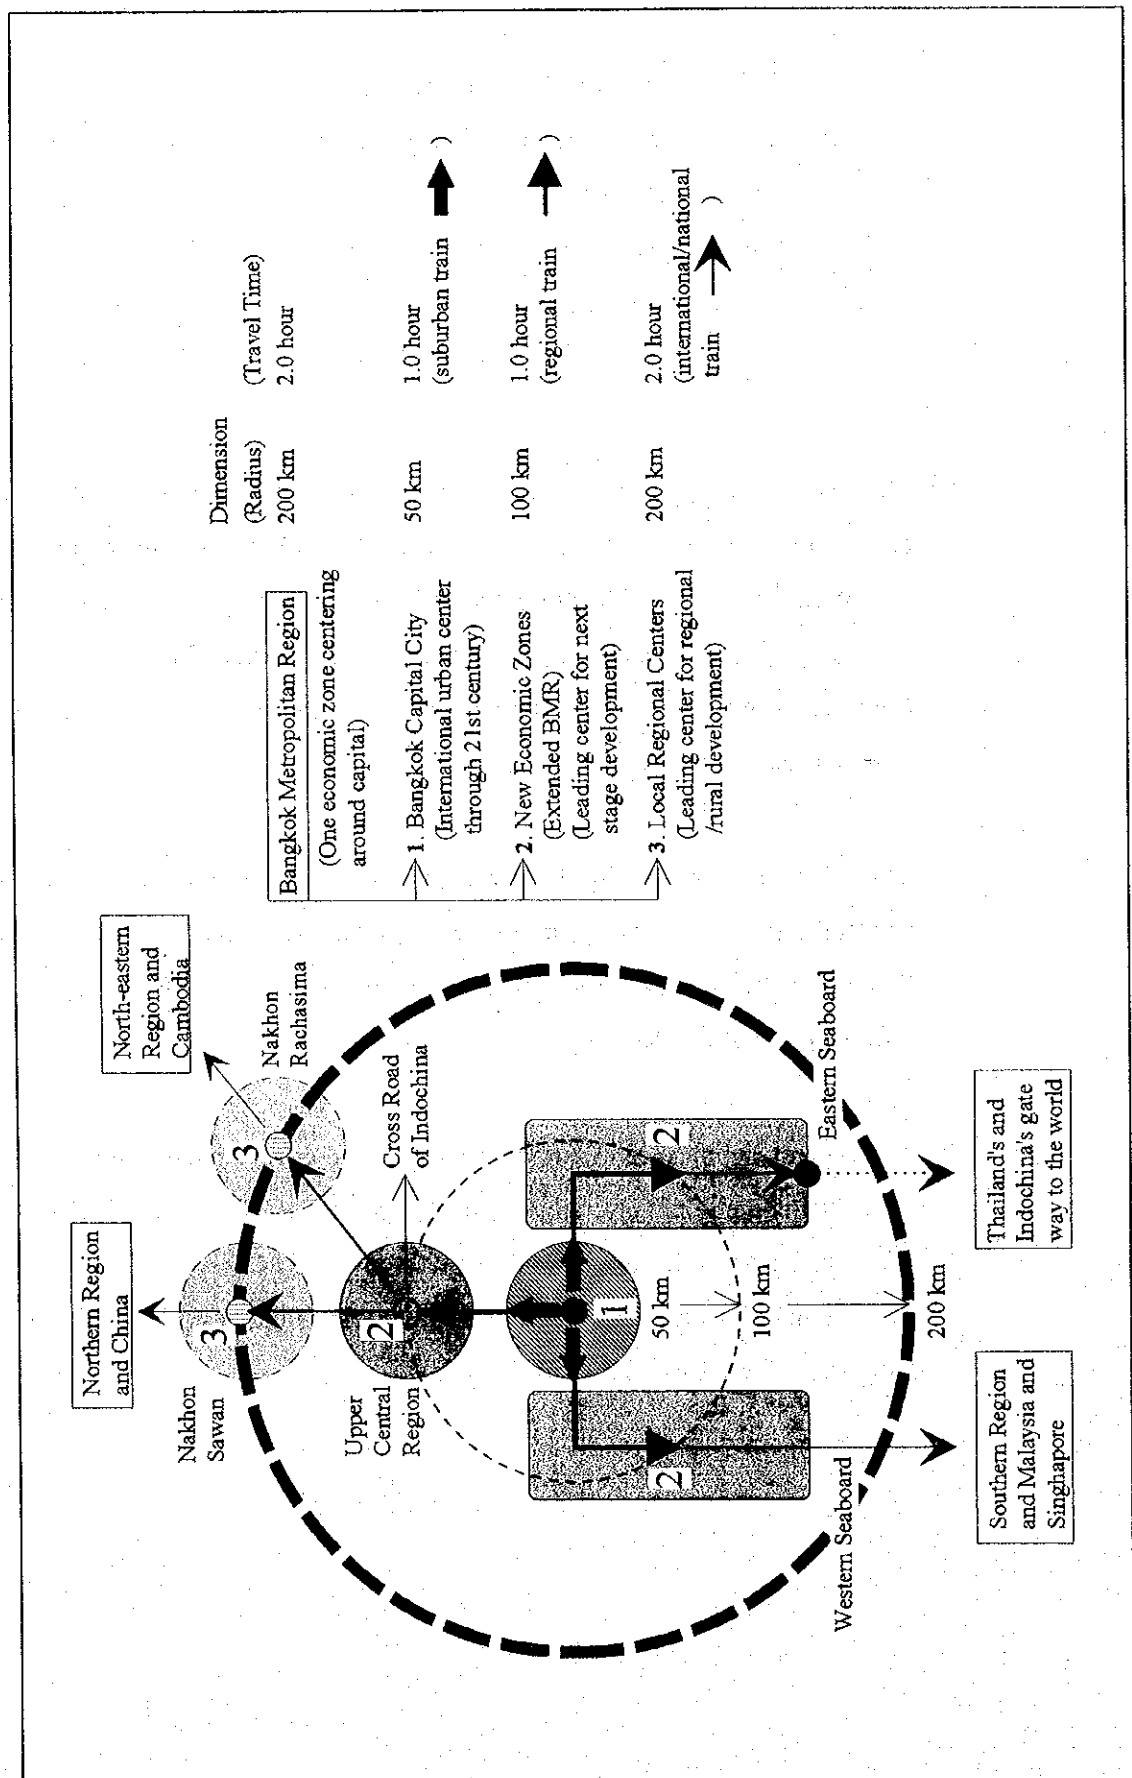 Northern Region
and China
North-eastern
Region and
Cambodia
Nakhon
Sawan
3
3
Nakhon
Rachasima
Upper
Central
Region
2
Cross Road
of Indochina
1
2
2
50 km
100 km
200 km
Western Seaboard
Eastern Seaboard
Southern Region
and Malaysia and
Singhapore
Thailand's and
Indochina's gate
way to the world
Dimension
Bangkok Metropolitan Region (Radius) (Travel Time)
(One economic zone centering 200 km 2.0 hour
around capital)
1. Bangkok Capital City 50 km 1.0 hour
(International urban center (suburban train )
through 21st century)
2. New Economic Zones 100 km 1.0 hour
(Extended BMR) (regional train )
(Leading center for next
stage development)
3. Local Regional Centers 200 km 2.0 hour
(Leading center for regional (international/national
/rural development) train )